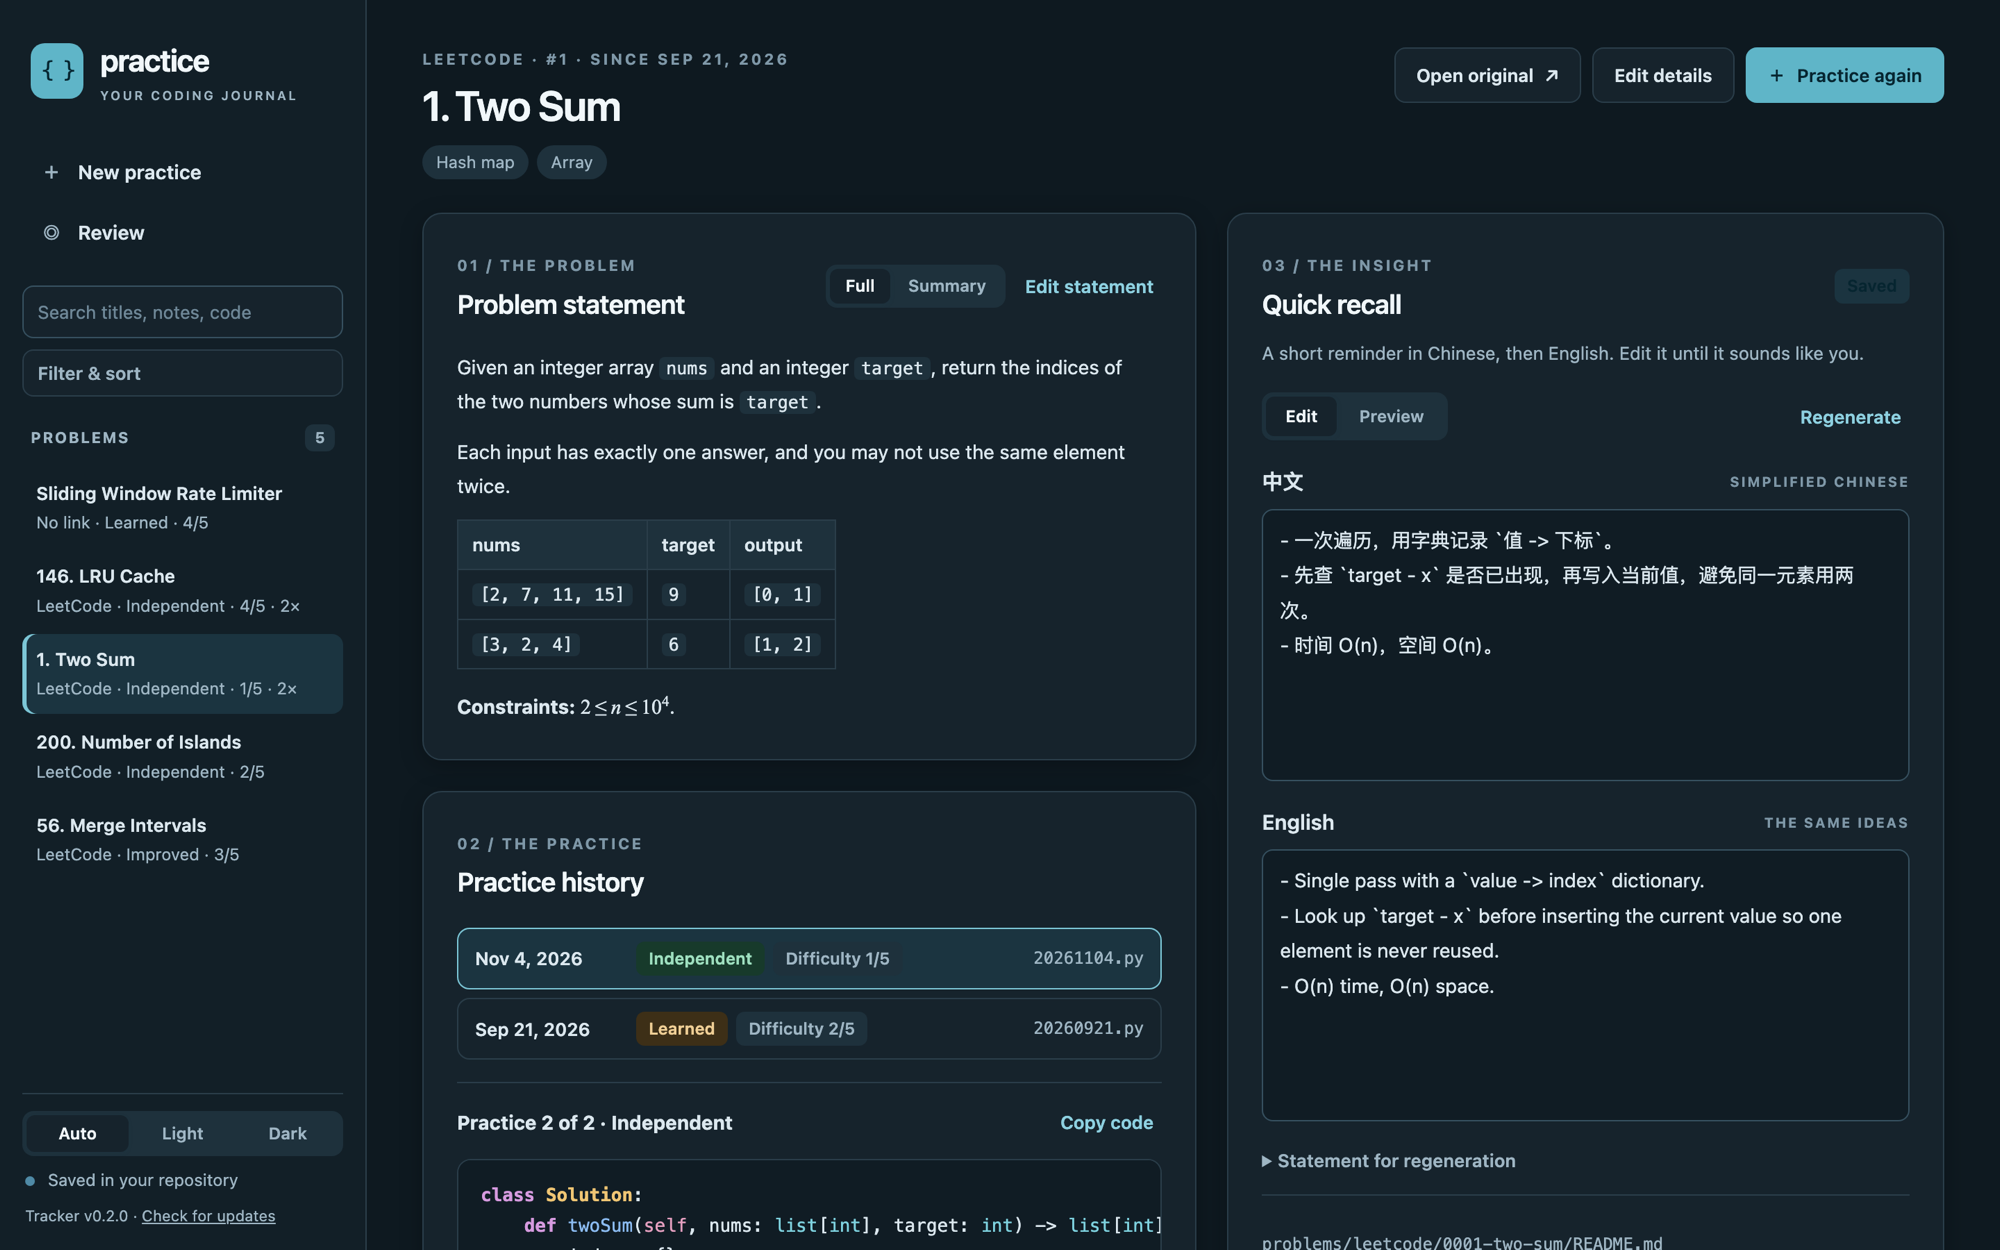 { } practice
YOUR CODING JOURNAL
+ New practice
◎ Review
Search titles, notes, code
Filter & sort
PROBLEMS 5
Sliding Window Rate Limiter
No link · Learned · 4/5
146. LRU Cache
LeetCode · Independent · 4/5 · 2×
1. Two Sum
LeetCode · Independent · 1/5 · 2×
200. Number of Islands
LeetCode · Independent · 2/5
56. Merge Intervals
LeetCode · Improved · 3/5
Auto Light Dark
Saved in your repository
Tracker v0.2.0 · Check for updates
LEETCODE · #1 · SINCE SEP 21, 2026
1. Two Sum
Hash map Array
Open original ↗ Edit details + Practice again
01 / THE PROBLEM
Problem statement
Full Summary Edit statement
Given an integer array nums and an integer target, return the indices of
the two numbers whose sum is target.
Each input has exactly one answer, and you may not use the same element
twice.
nums target output
[2, 7, 11, 15] 9 [0, 1]
[3, 2, 4] 6 [1, 2]
Constraints: 2 ≤ n ≤ 10⁴.
02 / THE PRACTICE
Practice history
Nov 4, 2026 Independent Difficulty 1/5 20261104.py
Sep 21, 2026 Learned Difficulty 2/5 20260921.py
Practice 2 of 2 · Independent Copy code
class Solution:
def twoSum(self, nums: list[int], target: int) -> list[int]
03 / THE INSIGHT
Quick recall
Saved
A short reminder in Chinese, then English. Edit it until it sounds like you.
Edit Preview Regenerate
中文 SIMPLIFIED CHINESE
- 一次遍历，用字典记录 `值 -> 下标`。
- 先查 `target - x` 是否已出现，再写入当前值，避免同一元素用两
次。
- 时间 O(n)，空间 O(n)。
English THE SAME IDEAS
- Single pass with a `value -> index` dictionary.
- Look up `target - x` before inserting the current value so one
element is never reused.
- O(n) time, O(n) space.
▶ Statement for regeneration
problems/leetcode/0001-two-sum/README.md